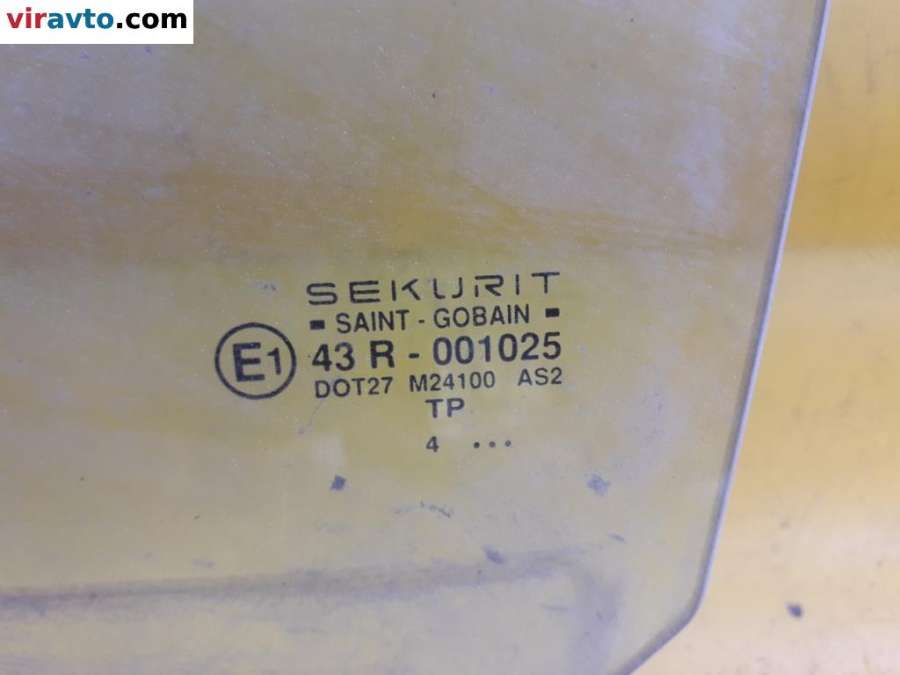 viravto.com
SEKURIT
SAINT - GOBAIN
E1
43 R - 001025
DOT27 M24100 AS2
TP
4 •••